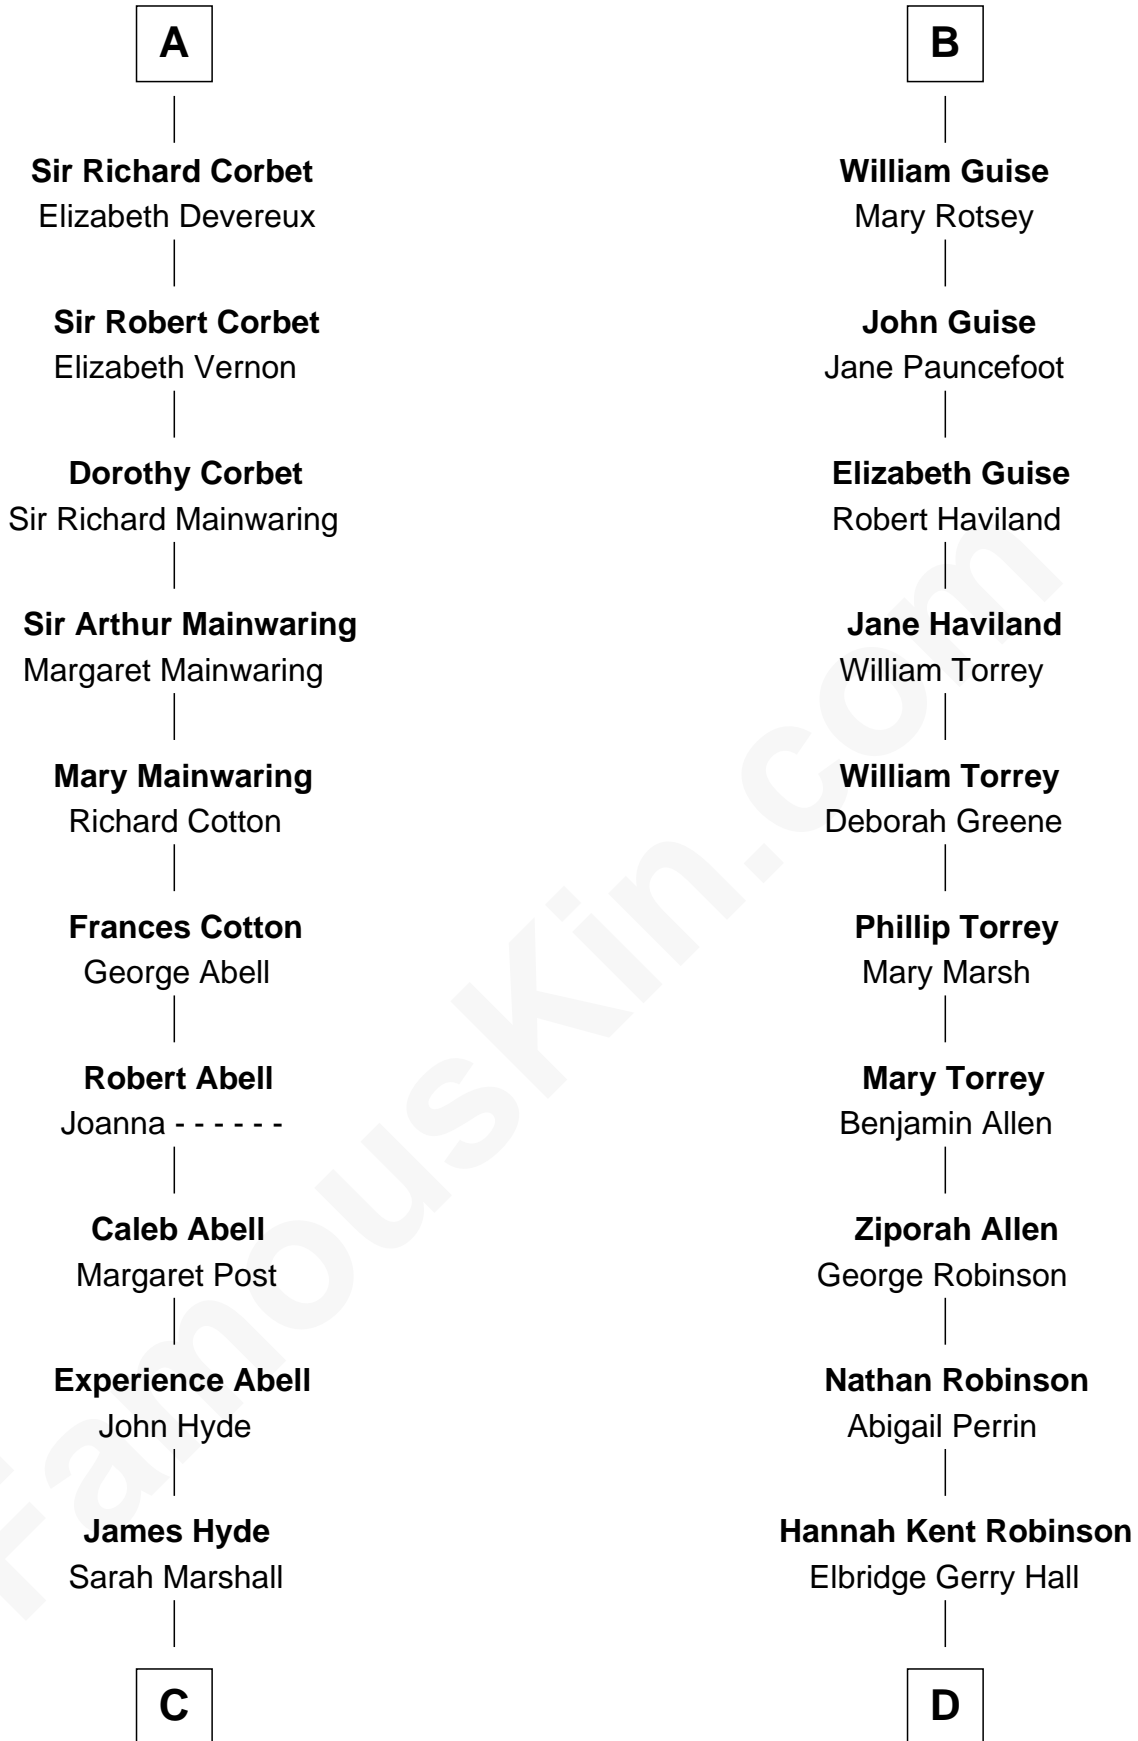 A
Sir Richard Corbet
Elizabeth Devereux
Sir Robert Corbet
Elizabeth Vernon
Dorothy Corbet
Sir Richard Mainwaring
Sir Arthur Mainwaring
Margaret Mainwaring
Mary Mainwaring
Richard Cotton
Frances Cotton
George Abell
Robert Abell
Joanna - - - - - -
Caleb Abell
Margaret Post
Experience Abell
John Hyde
James Hyde
Sarah Marshall
C
B
William Guise
Mary Rotsey
John Guise
Jane Pauncefoot
Elizabeth Guise
Robert Haviland
Jane Haviland
William Torrey
William Torrey
Deborah Greene
Phillip Torrey
Mary Marsh
Mary Torrey
Benjamin Allen
Ziporah Allen
George Robinson
Nathan Robinson
Abigail Perrin
Hannah Kent Robinson
Elbridge Gerry Hall
D
FamousKin.com